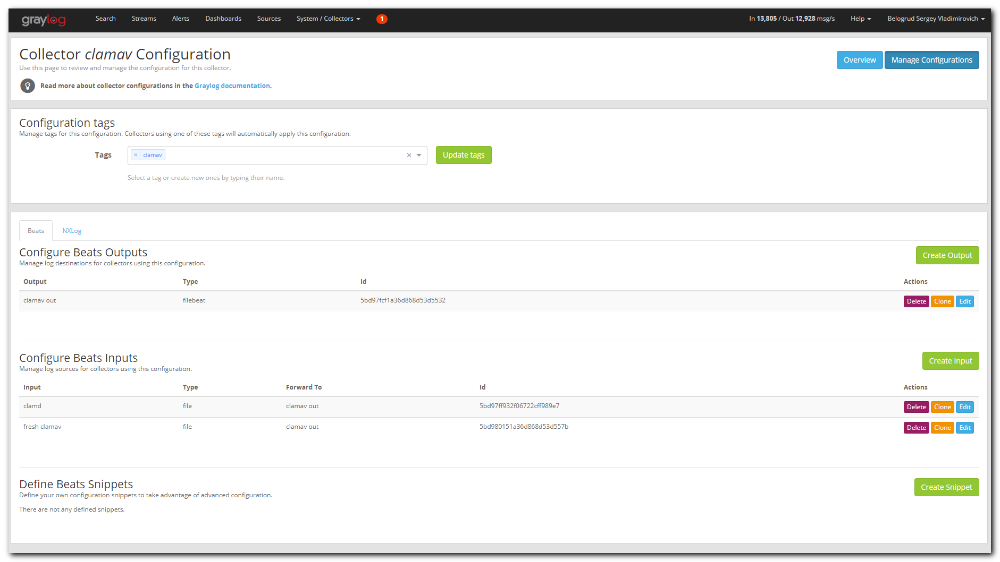 graylog Search Streams Alerts Dashboards Sources System / Collectors 1 In 13,805 / Out 12,928 msg/s Help Belogrud Sergey Vladimirovich
Collector clamav Configuration
Use this page to review and manage the configuration for this collector.
Overview Manage Configurations
Read more about collector configurations in the Graylog documentation.
Configuration tags
Manage tags for this configuration. Collectors using one of these tags will automatically apply this configuration.
Tags × clamav × Update tags
Select a tag or create new ones by typing their name.
Beats NXLog
Configure Beats Outputs
Manage log destinations for collectors using this configuration.
Create Output
Output Type Id Actions
clamav out filebeat 5bd97fcf1a36d868d53d5532 Delete Clone Edit
Configure Beats Inputs
Manage log sources for collectors using this configuration.
Create Input
Input Type Forward To Id Actions
clamd file clamav out 5bd97ff932f06722cff989e7 Delete Clone Edit
fresh clamav file clamav out 5bd980151a36d868d53d557b Delete Clone Edit
Define Beats Snippets
Define your own configuration snippets to take advantage of advanced configuration.
Create Snippet
There are not any defined snippets.